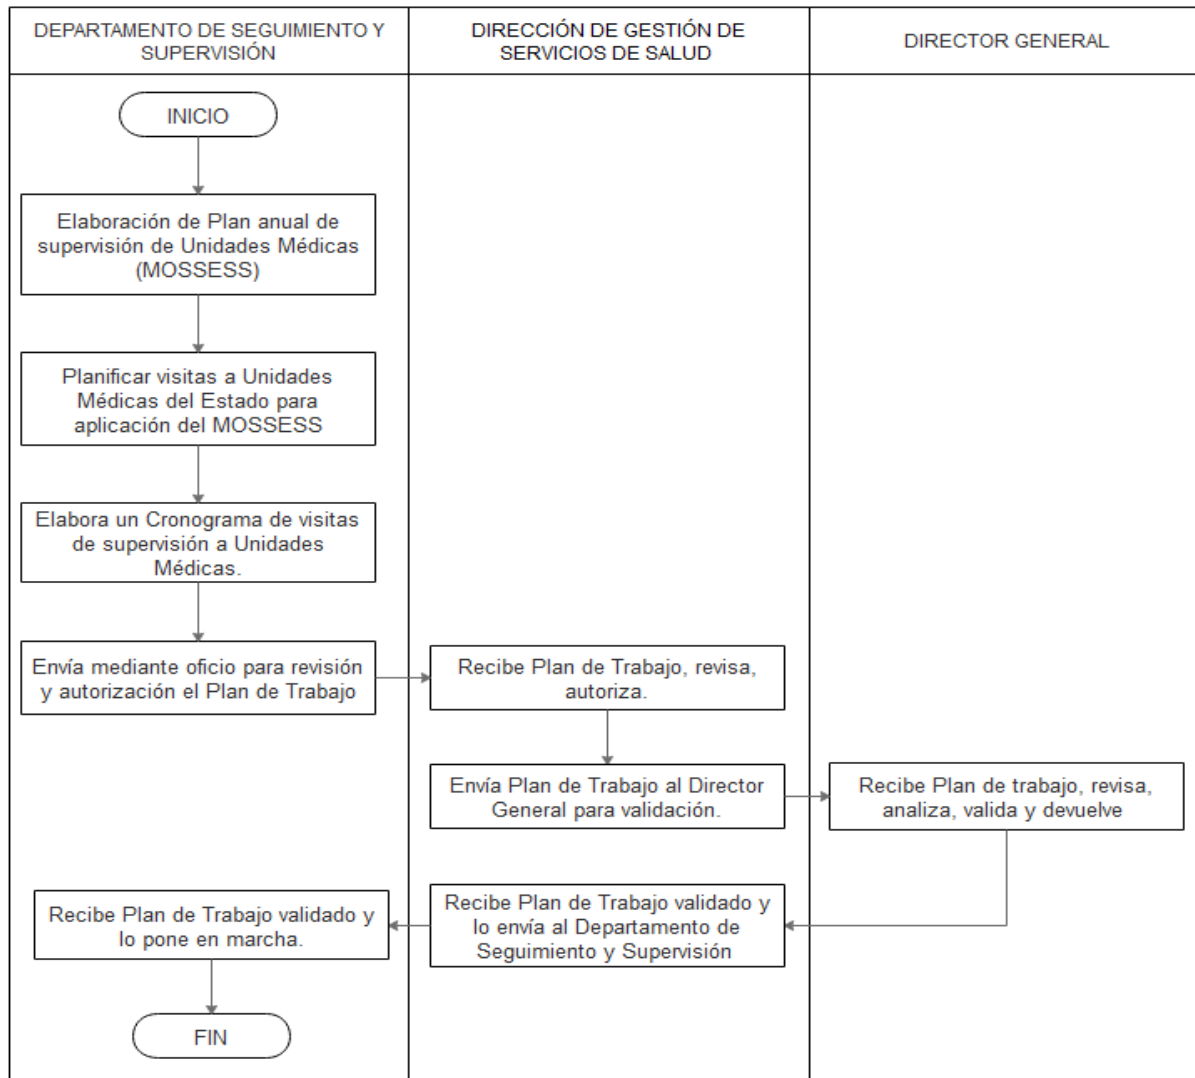 DEPARTAMENTO DE SEGUIMIENTO Y
SUPERVISIÓN
DIRECCIÓN DE GESTIÓN DE
SERVICIOS DE SALUD
DIRECTOR GENERAL
INICIO
Elaboración de Plan anual de
supervisión de Unidades Médicas
(MOSSESS)
Planificar visitas a Unidades
Médicas del Estado para
aplicación del MOSSESS
Elabora un Cronograma de visitas
de supervisión a Unidades
Médicas.
Envía mediante oficio para revisión
y autorización el Plan de Trabajo
Recibe Plan de Trabajo, revisa,
autoriza.
Envía Plan de Trabajo al Director
General para validación.
Recibe Plan de trabajo, revisa,
analiza, valida y devuelve
Recibe Plan de Trabajo validado y
lo envía al Departamento de
Seguimiento y Supervisión
Recibe Plan de Trabajo validado y
lo pone en marcha.
FIN